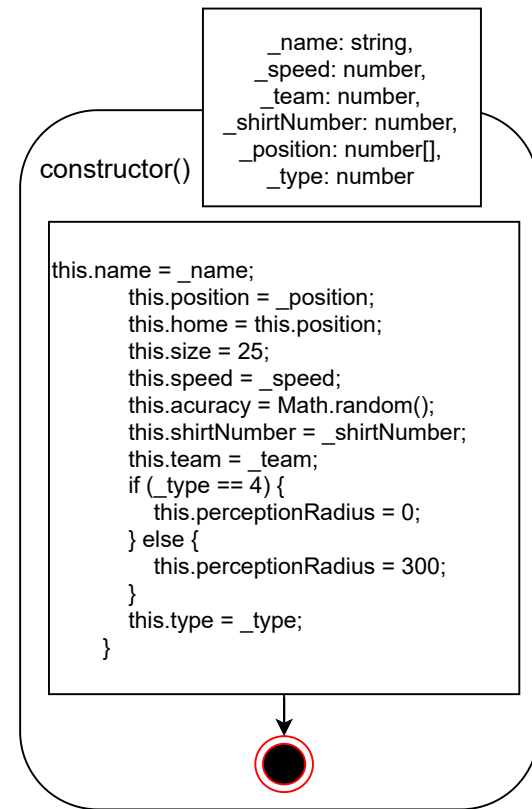 _name: string,
_speed: number,
_team: number,
_shirtNumber: number,
_position: number[],
_type: number
constructor()
this.name = _name;
this.position = _position;
this.home = this.position;
this.size = 25;
this.speed = _speed;
this.acuracy = Math.random();
this.shirtNumber = _shirtNumber;
this.team = _team;
if (_type == 4) {
this.perceptionRadius = 0;
} else {
this.perceptionRadius = 300;
}
this.type = _type;
}